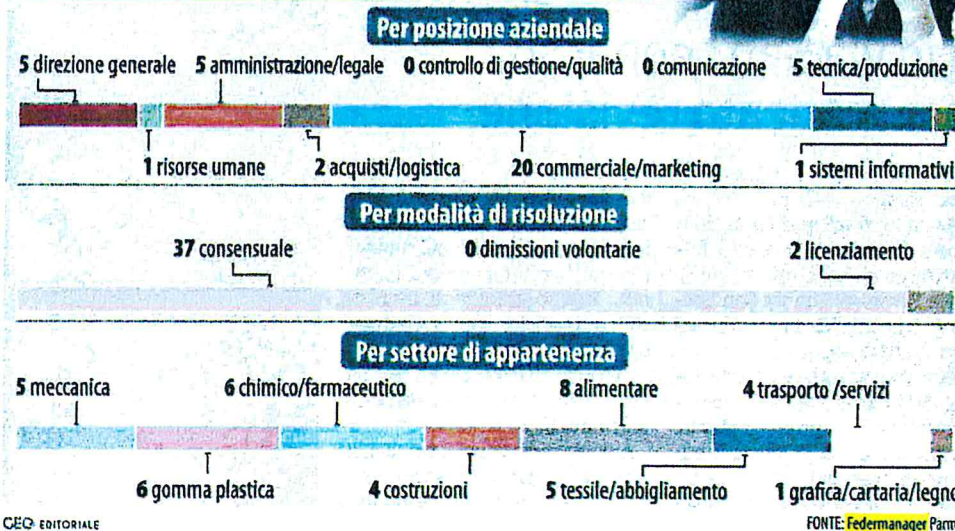 Per posizione aziendale
5 direzione generale 5 amministrazione/legale 0 controllo di gestione/qualità 0 comunicazione 5 tecnica/produzione
1 risorse umane 2 acquisti/logistica 20 commerciale/marketing 1 sistemi informativi
Per modalità di risoluzione
37 consensuale 0 dimissioni volontarie 2 licenziamento
Per settore di appartenenza
5 meccanica 6 chimico/farmaceutico 8 alimentare 4 trasporto /servizi
6 gomma plastica 4 costruzioni 5 tessile/abbigliamento 1 grafica/cartaria/legno
GEO EDITORIALE FONTE: Federmanager